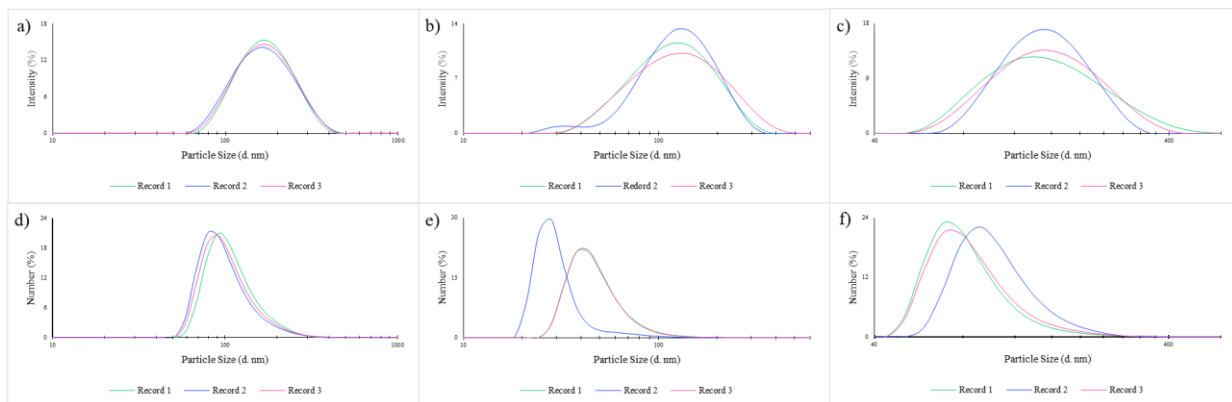 a)
Intensity (%)
18
12
6
0
10
100
1000
Particle Size (d. nm)
Record 1
Record 2
Record 3
b)
Intensity (%)
14
7
0
10
100
Particle Size (d. nm)
Record 1
Redord 2
Record 3
c)
Intensity (%)
18
9
0
40
400
Particle Size (d. nm)
Record 1
Record 2
Record 3
d)
Number (%)
24
18
12
6
0
10
100
1000
Particle Size (d. nm)
Record 1
Record 2
Record 3
e)
Number (%)
30
15
0
10
100
Particle Size (d. nm)
Record 1
Record 2
Record 3
f)
Number (%)
24
12
0
40
400
Particle Size (d. nm)
Record 1
Record 2
Record 3